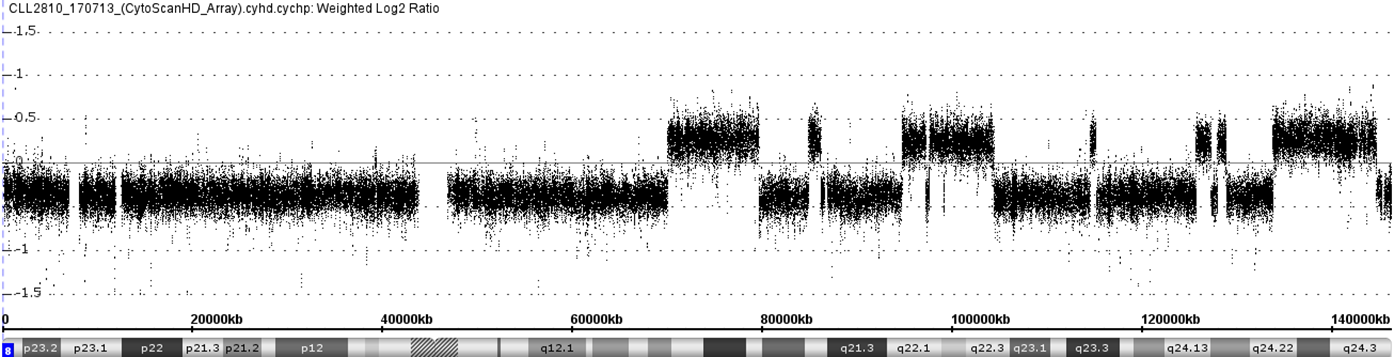 CLL2810_170713_(CytoScanHD_Array).cyhd.cychp: Weighted Log2 Ratio
1.5
1
0.5
0
-0.5
-1
-1.5
0 20000kb 40000kb 60000kb 80000kb 100000kb 120000kb 140000kb
8 p23.2 p23.1 p22 p21.3 p21.2 p12 q12.1 q21.3 q22.1 q22.3 q23.1 q23.3 q24.13 q24.22 q24.3